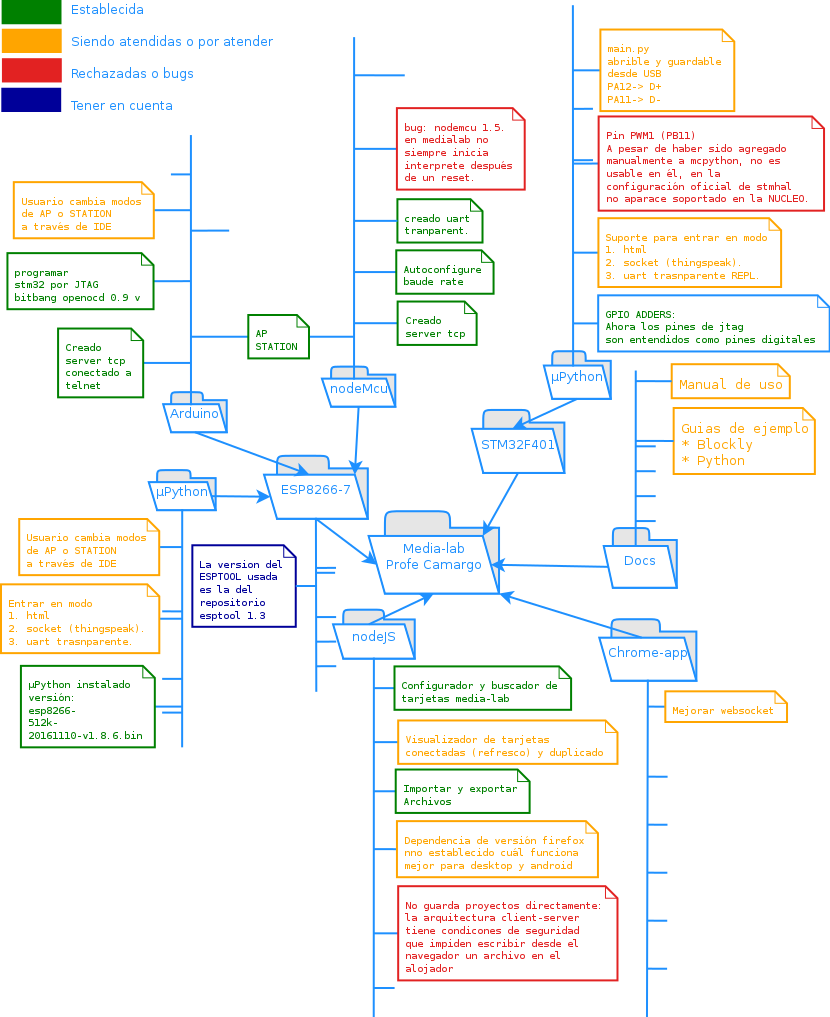 Establecida
Siendo atendidas o por atender
Rechazadas o bugs
Tener en cuenta
main.py
abrible y guardable
desde USB
PA12-> D+
PA11-> D-
bug: nodemcu 1.5.
en medialab no
siempre inicia
interprete después
de un reset.
Pin PWM1 (PB11)
A pesar de haber sido agregado
manualmente a mcpython, no es
usable en él, en la
configuración oficial de stmhal
no aparace soportado en la NUCLEO.
Usuario cambia modos
de AP o STATION
a través de IDE
creado uart
tranparent.
Suporte para entrar en modo
1. html
2. socket (thingspeak).
3. uart trasnparente REPL.
programar
stm32 por JTAG
bitbang openocd 0.9 v
Autoconfigure
baude rate
GPIO ADDERS:
Ahora los pines de jtag
son entendidos como pines digitales
AP
STATION
Creado
server tcp
Creado
server tcp
conectado a
telnet
nodeMcu
µPython
Manual de uso
Arduino
Guias de ejemplo
* Blockly
* Python
STM32F401
µPython
ESP8266-7
Usuario cambia modos
de AP o STATION
a través de IDE
La version del
ESPTOOL usada
es la del
repositorio
esptool 1.3
Media-lab
Profe Camargo
Docs
Entrar en modo
1. html
2. socket (thingspeak).
3. uart trasnparente.
nodeJS
Chrome-app
µPython instalado
versión:
esp8266-
512k-
20161110-v1.8.6.bin
Configurador y buscador de
tarjetas media-lab
Mejorar websocket
Visualizador de tarjetas
conectadas (refresco) y duplicado
Importar y exportar
Archivos
Dependencia de versión firefox
nno establecido cuál funciona
mejor para desktop y android
No guarda proyectos directamente:
la arquitectura client-server
tiene condicones de seguridad
que impiden escribir desde el
navegador un archivo en el
alojador